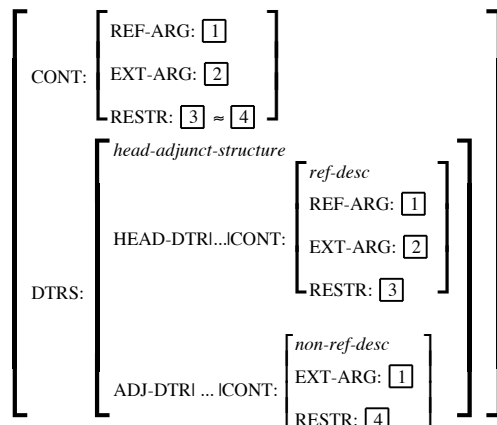 REF-ARG: 1
CONT: EXT-ARG: 2
RESTR: 3 ≈ 4
head-adjunct-structure
ref-desc
REF-ARG: 1
HEAD-DTR|...|CONT: EXT-ARG: 2
DTRS: RESTR: 3
non-ref-desc
ADJ-DTR| ... |CONT: EXT-ARG: 1
RESTR: 4